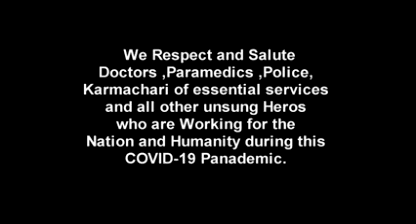 We Respect and Salute
Doctors ,Paramedics ,Police,
Karmachari of essential services
and all other unsung Heros
who are Working for the
Nation and Humanity during this
COVID-19 Panademic.